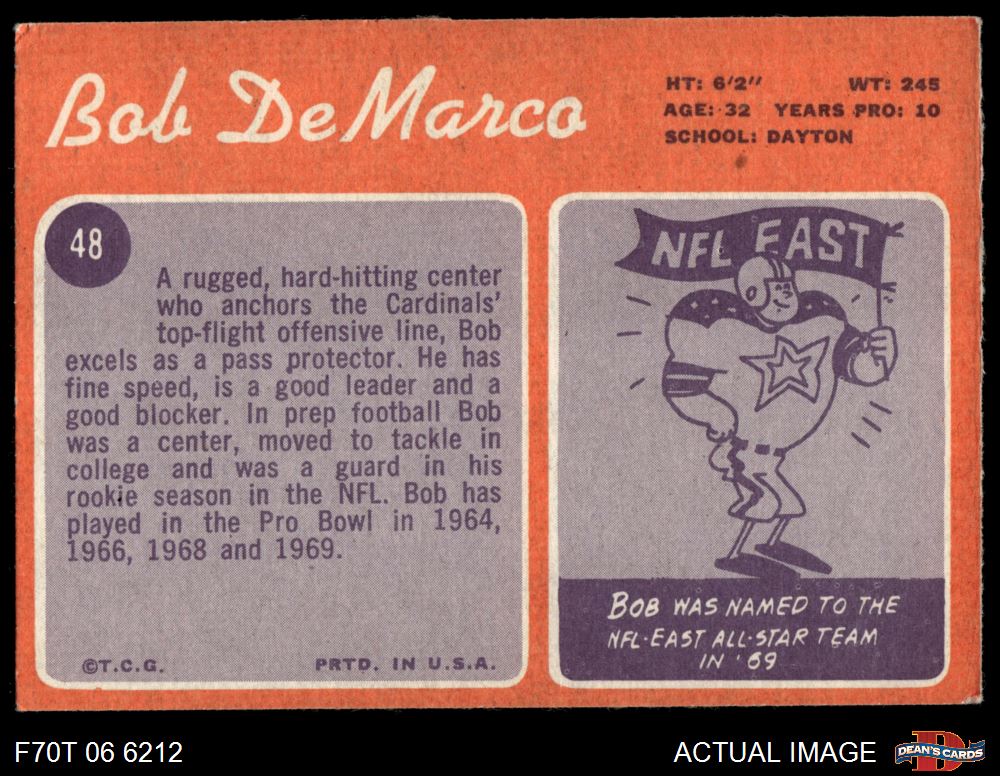 Bob DeMarco
HT: 6'2" WT: 245
AGE: 32 YEARS PRO: 10
SCHOOL: DAYTON
48
A rugged, hard-hitting center
who anchors the Cardinals'
top-flight offensive line, Bob
excels as a pass protector. He has
fine speed, is a good leader and a
good blocker. In prep football Bob
was a center, moved to tackle in
college and was a guard in his
rookie season in the NFL. Bob has
played in the Pro Bowl in 1964,
1966, 1968 and 1969.
©T.C.G. PRTD. IN U.S.A.
NFL EAST
BOB WAS NAMED TO THE
NFL-EAST ALL-STAR TEAM
IN '69
F70T 06 6212
ACTUAL IMAGE
D
DEAN'S CARDS